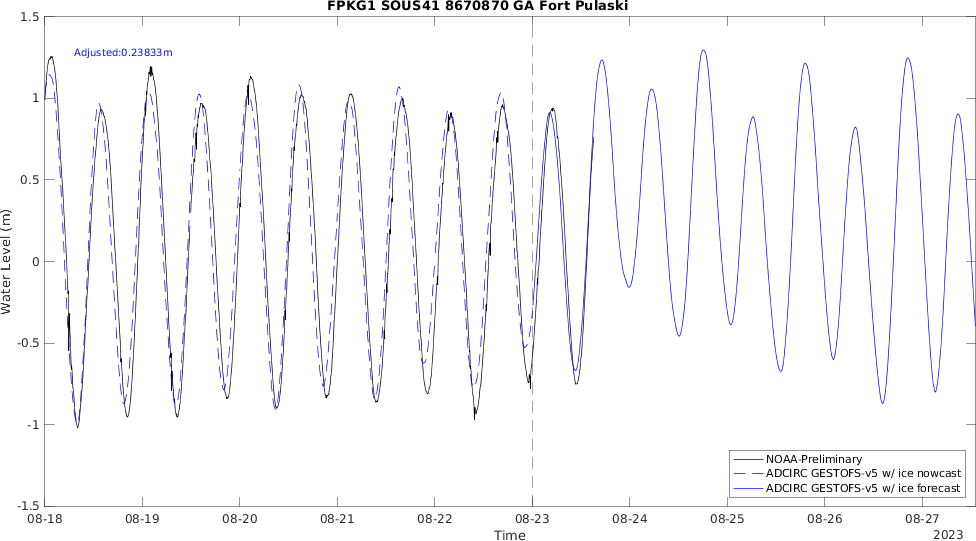 FPKG1 SOUS41 8670870 GA Fort Pulaski
Adjusted:0.23833m
Water Level (m)
1.5
1
0.5
0
-0.5
-1
-1.5
NOAA-Preliminary
ADCIRC GESTOFS-v5 w/ ice nowcast
ADCIRC GESTOFS-v5 w/ ice forecast
08-18 08-19 08-20 08-21 08-22 08-23 08-24 08-25 08-26 08-27
Time
2023